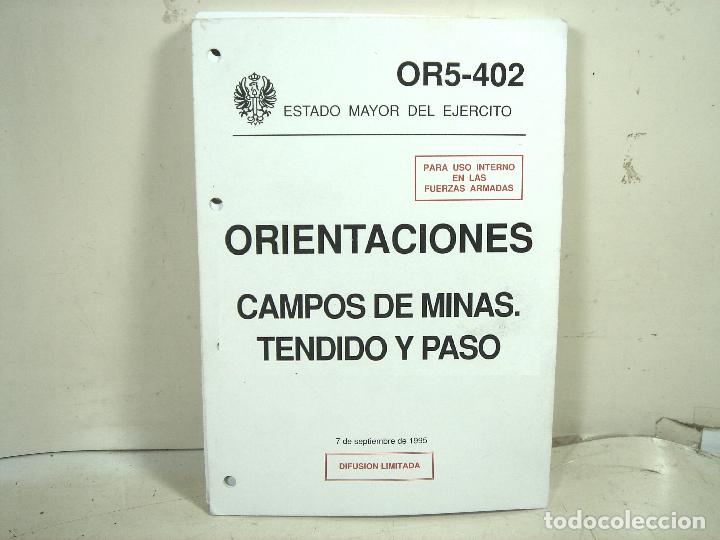 OR5-402
ESTADO MAYOR DEL EJERCITO
PARA USO INTERNO
EN LAS
FUERZAS ARMADAS
ORIENTACIONES
CAMPOS DE MINAS.
TENDIDO Y PASO
7 de septiembre de 1995
DIFUSION LIMITADA
todocoleccion